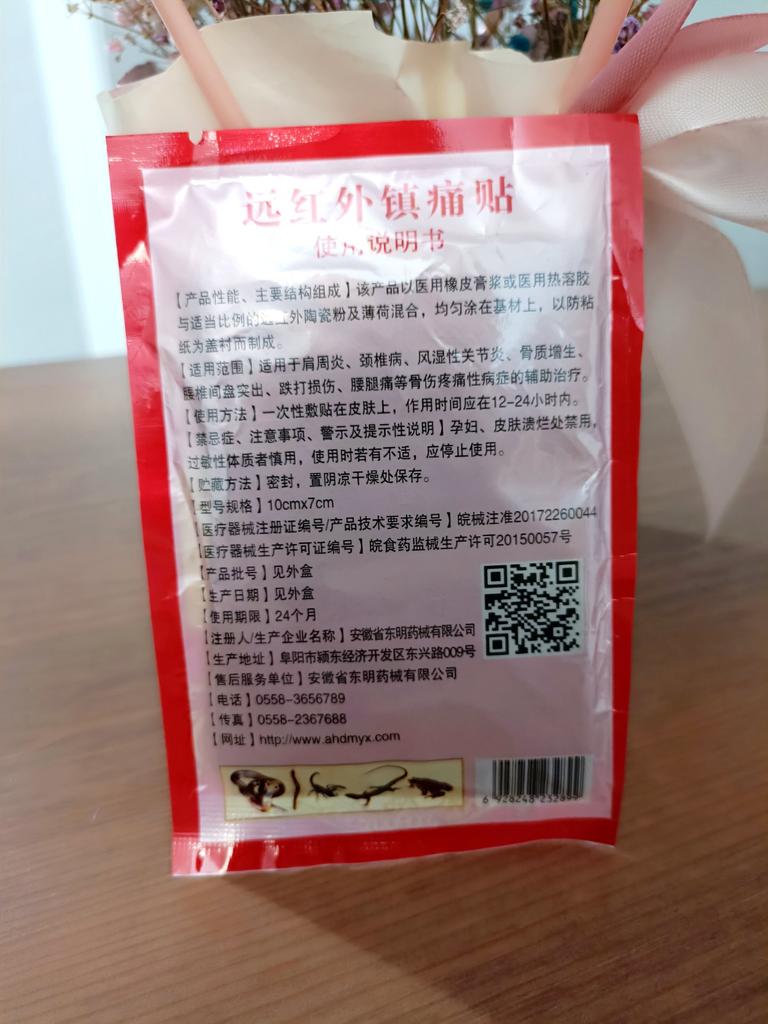 远红外镇痛贴
使用说明书
【产品性能、主要结构组成】该产品以医用橡皮膏浆或医用热溶胶
与适当比例的远红外陶瓷粉及薄荷混合，均匀涂在基材上，以防粘
纸为盖衬而制成。
【适用范围】适用于肩周炎、颈椎病、风湿性关节炎、骨质增生、
腰椎间盘突出、跌打损伤、腰腿痛等骨伤疼痛性病症的辅助治疗。
【使用方法】一次性敷贴在皮肤上，作用时间应在12-24小时内。
【禁忌症、注意事项、警示及提示性说明】孕妇、皮肤溃烂处禁用，
过敏性体质者慎用，使用时若有不适，应停止使用。
【贮藏方法】密封，置阴凉干燥处保存。
【型号规格】10cmx7cm
【医疗器械注册证编号/产品技术要求编号】皖械注准20172260044
【医疗器械生产许可证编号】皖食药监械生产许可20150057号
【产品批号】见外盒
【生产日期】见外盒
【使用期限】24个月
【注册人/生产企业名称】安徽省东明药械有限公司
【生产地址】阜阳市颍东经济开发区东兴路009号
【售后服务单位】安徽省东明药械有限公司
【电话】0558-3656789
【传真】0558-2367688
【网址】http://www.ahdmyx.com